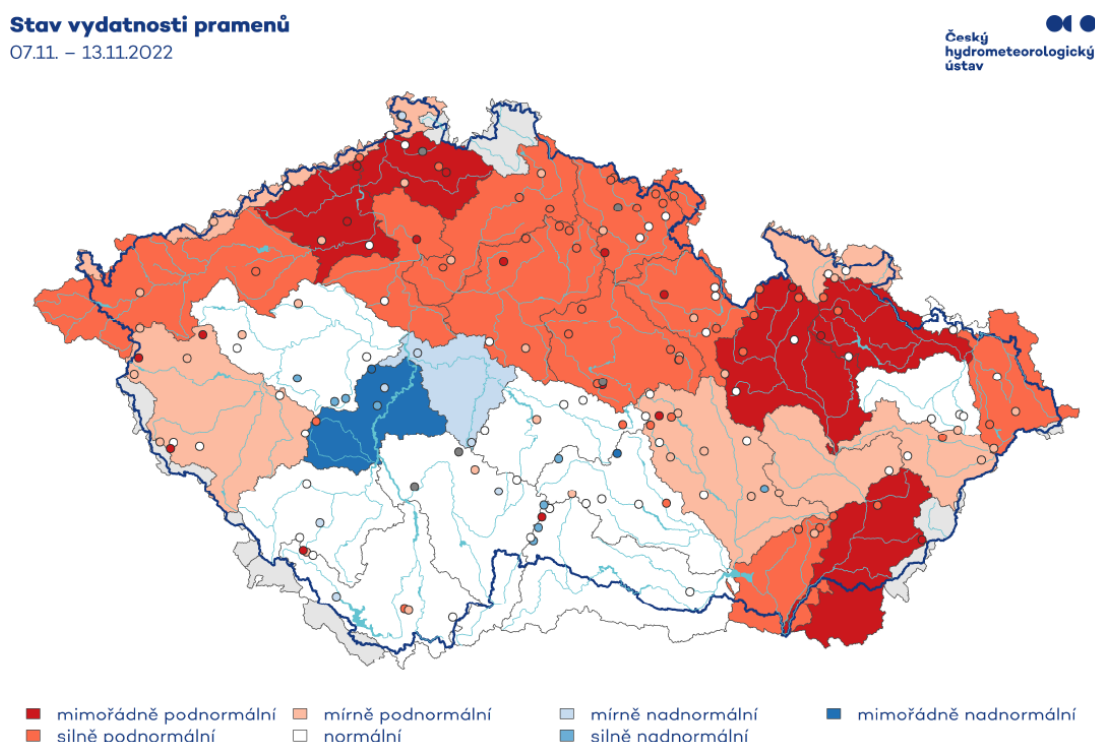 Stav vydatnosti pramenů
07.11. – 13.11.2022
Český
hydrometeorologický
ústav
mimořádně podnormální
mírně podnormální
mírně nadnormální
mimořádně nadnormální
silně podnormální
normální
silně nadnormální